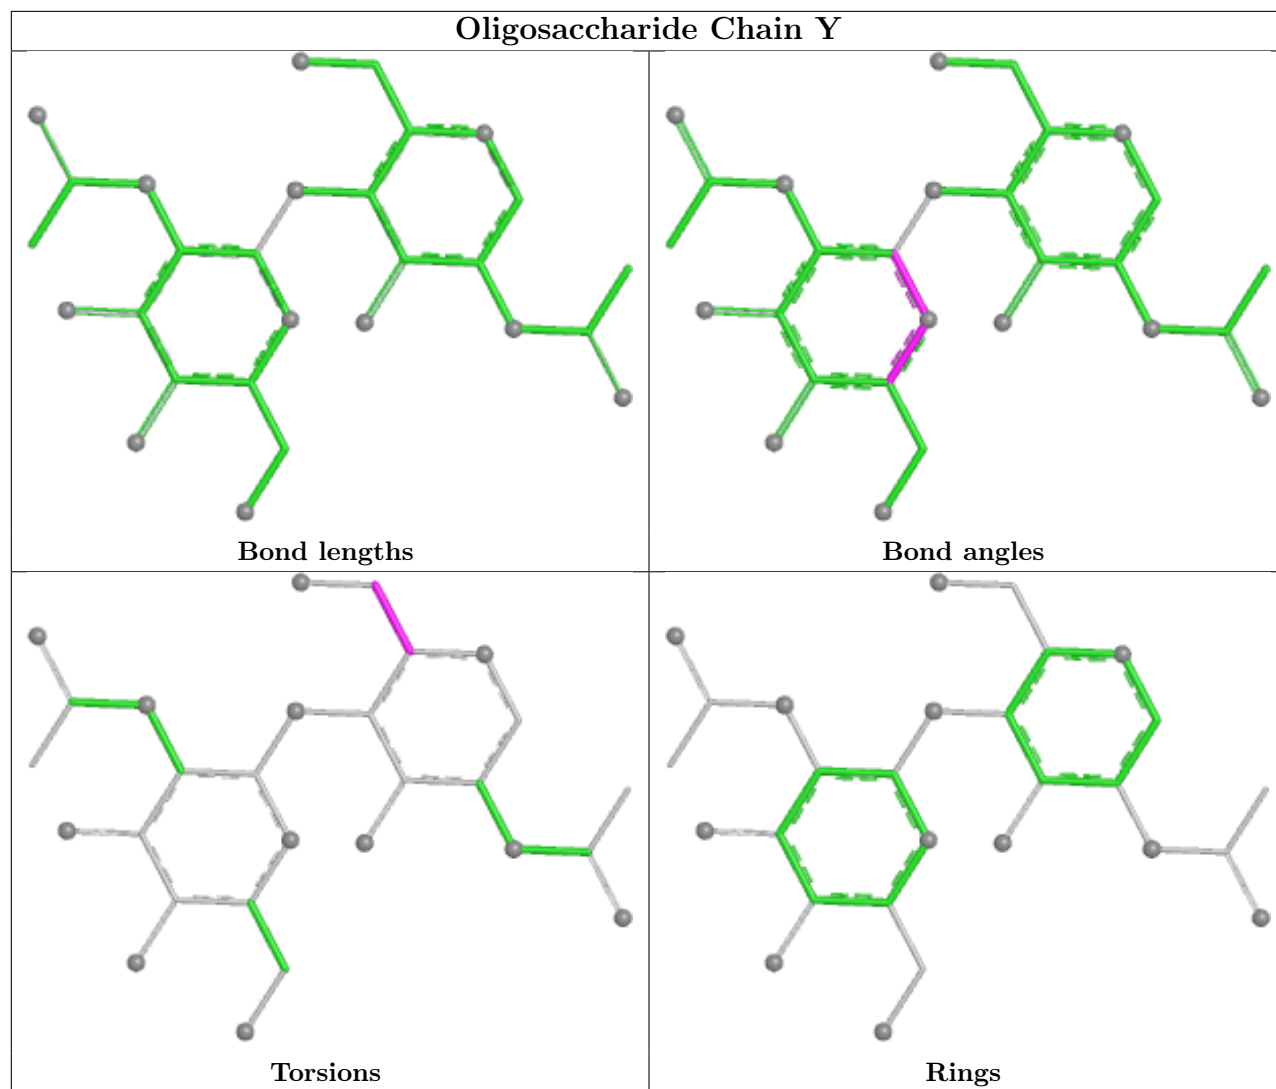 Oligosaccharide Chain Y
Bond lengths
Bond angles
Torsions
Rings